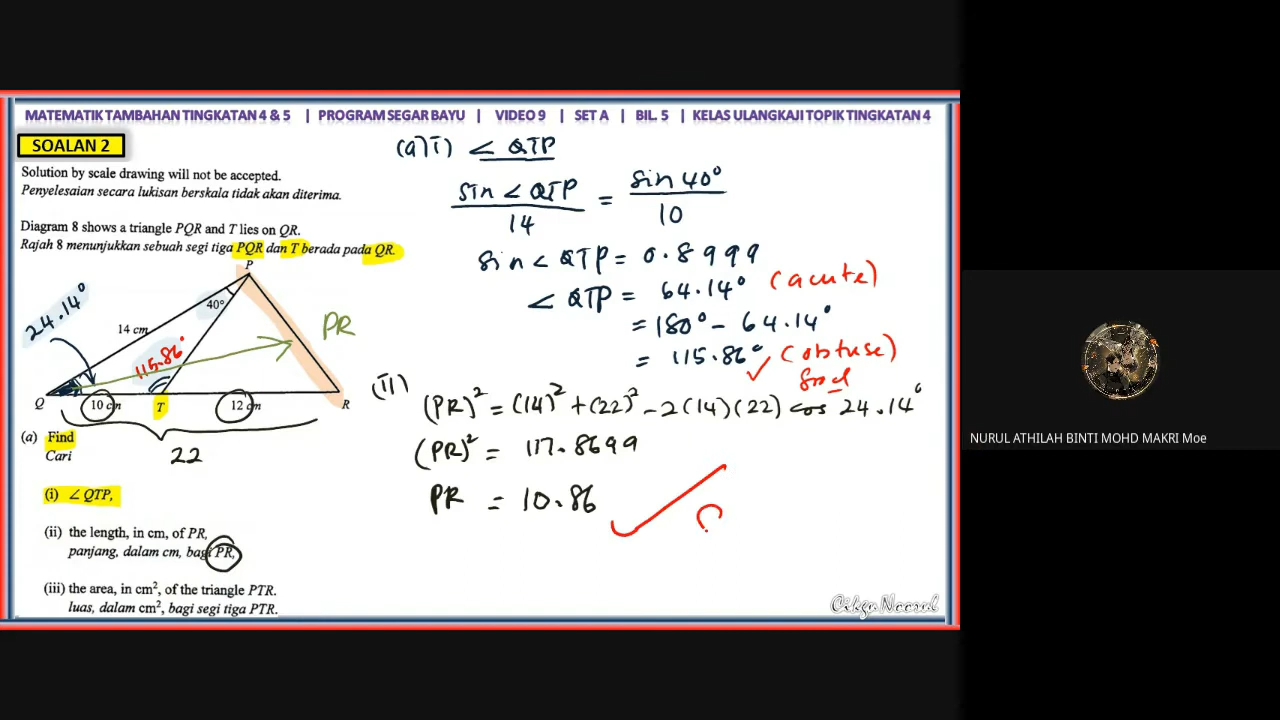 MATEMATIK TAMBAHAN TINGKATAN 4 & 5 | PROGRAM SEGAR BAYU | VIDEO 9 | SET A | BIL. 5 | KELAS ULANGKAJI TOPIK TINGKATAN 4
SOALAN 2
Solution by scale drawing will not be accepted.
Penyelesaian secara lukisan berskala tidak akan diterima.
Diagram 8 shows a triangle PQR and T lies on QR.
Rajah 8 menunjukkan sebuah segi tiga PQR dan T berada pada QR.
P
40°
24.14°
14 cm
115.86°
PR
Q
10 cm
T
12 cm
R
22
(a) Find
Cari
(i) ∠QTP,
(ii) the length, in cm, of PR,
panjang, dalam cm, bagi PR,
(iii) the area, in cm², of the triangle PTR.
luas, dalam cm², bagi segi tiga PTR.
(a)(i) ∠ QTP
sin ∠ QTP / 14 = sin 40° / 10
sin ∠ QTP = 0.8999
∠ QTP = 64.14° (acute)
= 180° - 64.14°
= 115.86° ✓ (obtuse)
(ii)
(PR)² = (14)² + (22)² - 2(14)(22) cos 24.14°
(PR)² = 117.8699
PR = 10.86 ✓
Cikgu Noorul
NURUL ATHILAH BINTI MOHD MAKRI Moe